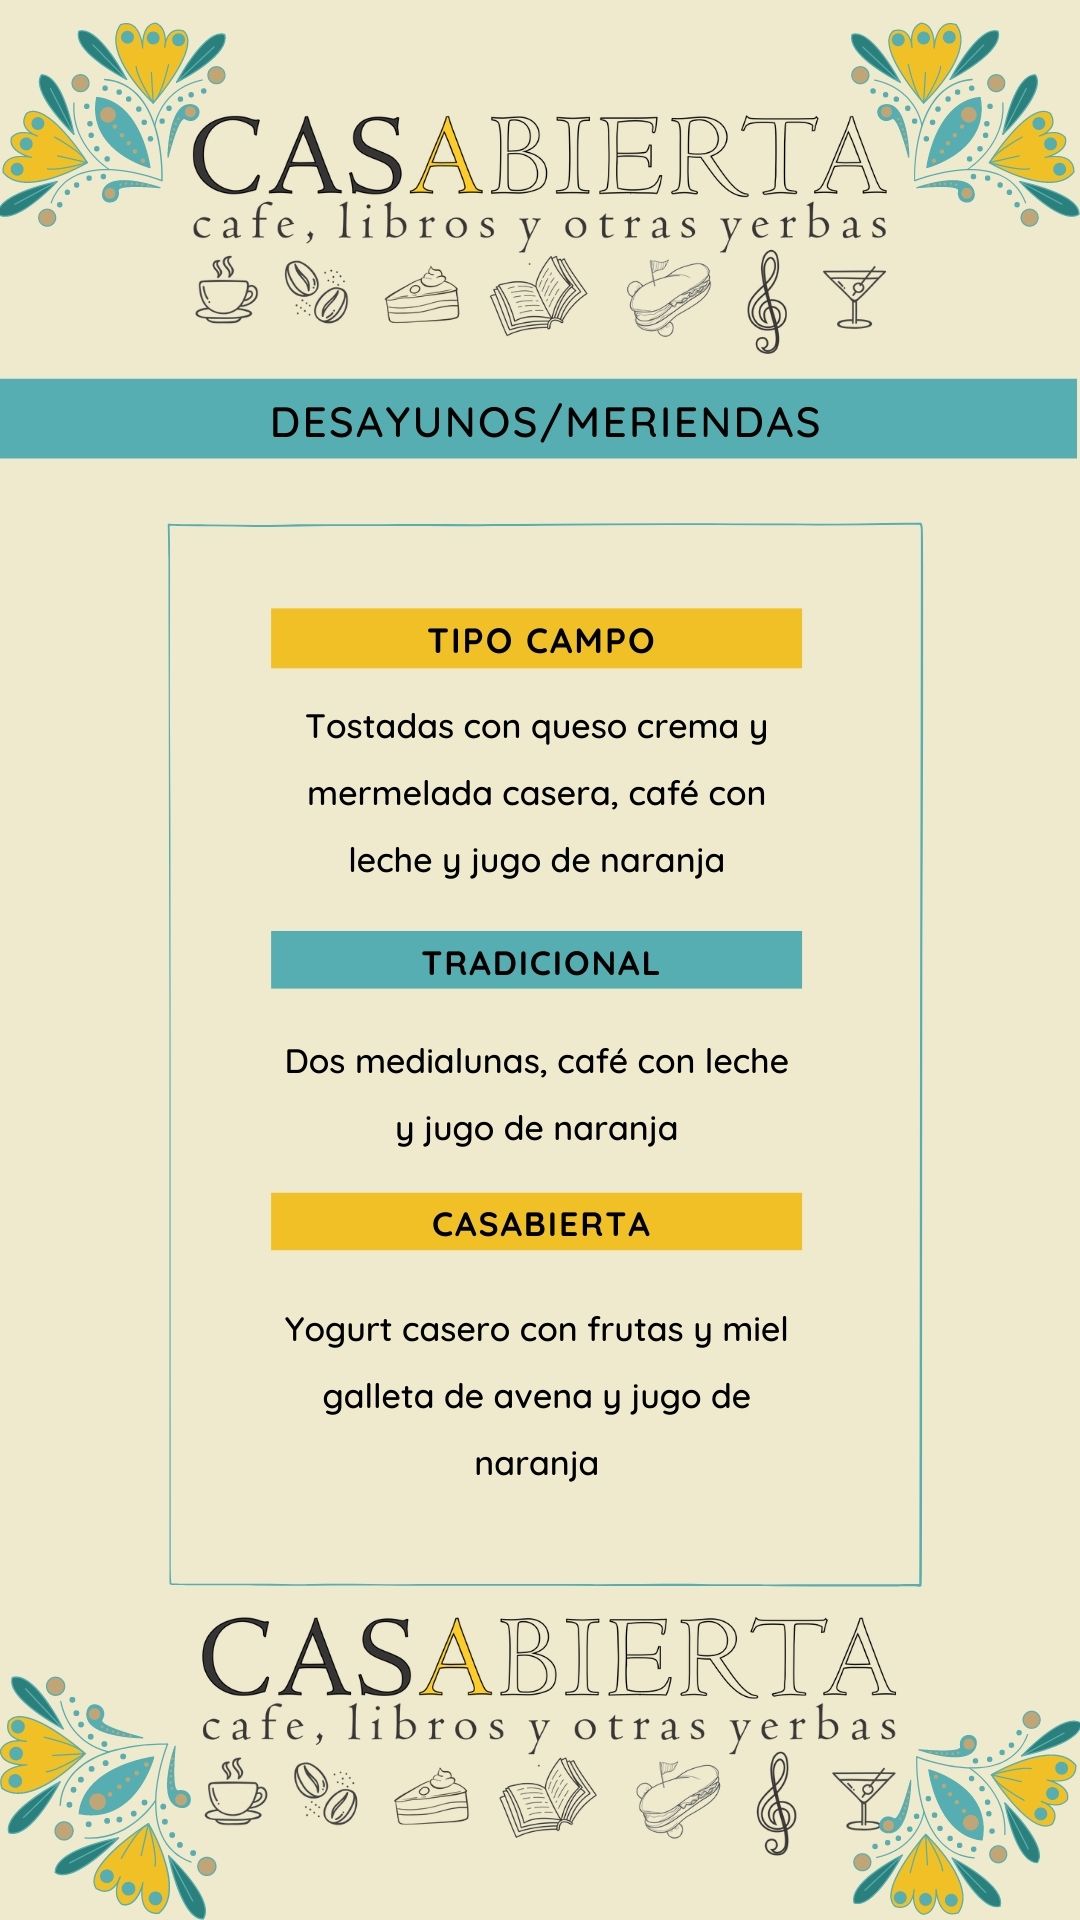 CASABIERTA
cafe, libros y otras yerbas
DESAYUNOS/MERIENDAS
TIPO CAMPO
Tostadas con queso crema y
mermelada casera, café con
leche y jugo de naranja
TRADICIONAL
Dos medialunas, café con leche
y jugo de naranja
CASABIERTA
Yogurt casero con frutas y miel
galleta de avena y jugo de
naranja
CASABIERTA
cafe, libros y otras yerbas